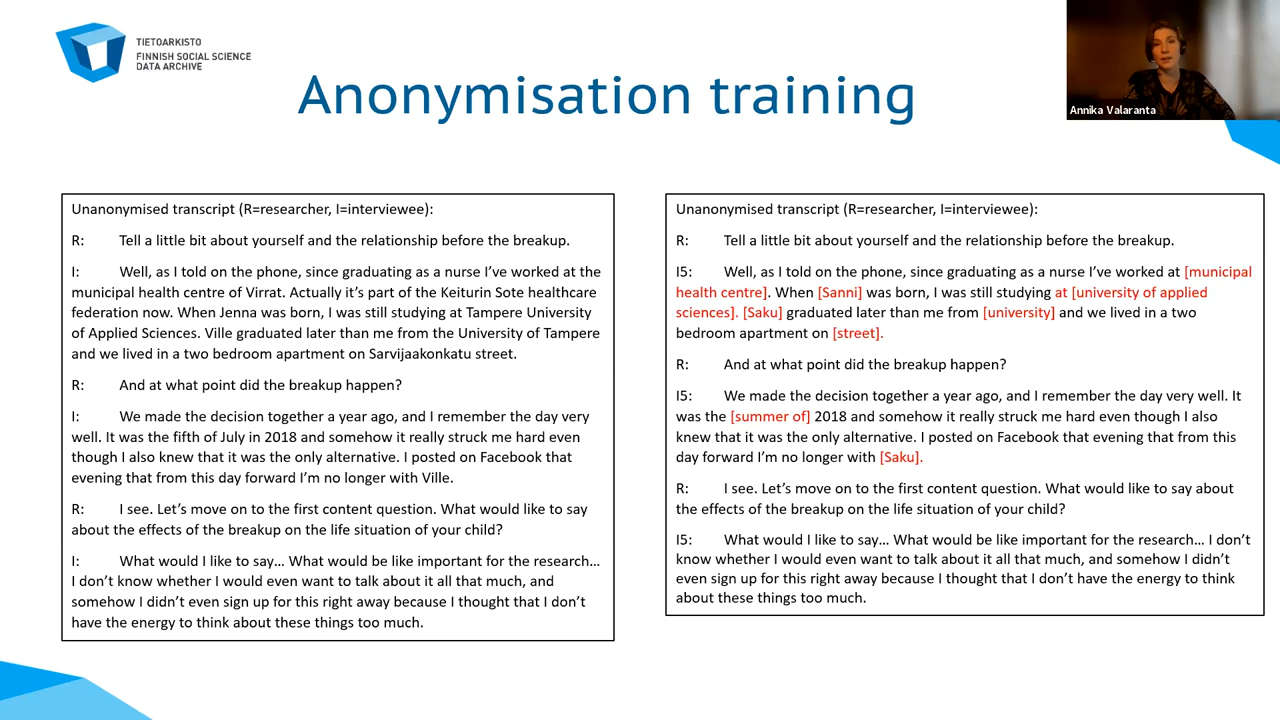 TIETOARKISTO
FINNISH SOCIAL SCIENCE
DATA ARCHIVE
Anonymisation training
Annika Valaranta
Unanonymised transcript (R=researcher, I=interviewee):
R: Tell a little bit about yourself and the relationship before the breakup.
I: Well, as I told on the phone, since graduating as a nurse I've worked at the
municipal health centre of Virrat. Actually it's part of the Keiturin Sote healthcare
federation now. When Jenna was born, I was still studying at Tampere University
of Applied Sciences. Ville graduated later than me from the University of Tampere
and we lived in a two bedroom apartment on Sarvijaakonkatu street.
R: And at what point did the breakup happen?
I: We made the decision together a year ago, and I remember the day very
well. It was the fifth of July in 2018 and somehow it really struck me hard even
though I also knew that it was the only alternative. I posted on Facebook that
evening that from this day forward I'm no longer with Ville.
R: I see. Let's move on to the first content question. What would like to say
about the effects of the breakup on the life situation of your child?
I: What would I like to say… What would be like important for the research…
I don't know whether I would even want to talk about it all that much, and
somehow I didn't even sign up for this right away because I thought that I don't
have the energy to think about these things too much.
Unanonymised transcript (R=researcher, I=interviewee):
R: Tell a little bit about yourself and the relationship before the breakup.
I5: Well, as I told on the phone, since graduating as a nurse I've worked at [municipal
health centre]. When [Sanni] was born, I was still studying at [university of applied
sciences]. [Saku] graduated later than me from [university] and we lived in a two
bedroom apartment on [street].
R: And at what point did the breakup happen?
I5: We made the decision together a year ago, and I remember the day very well. It
was the [summer of] 2018 and somehow it really struck me hard even though I also
knew that it was the only alternative. I posted on Facebook that evening that from this
day forward I'm no longer with [Saku].
R: I see. Let's move on to the first content question. What would like to say about
the effects of the breakup on the life situation of your child?
I5: What would I like to say… What would be like important for the research… I don't
know whether I would even want to talk about it all that much, and somehow I didn't
even sign up for this right away because I thought that I don't have the energy to think
about these things too much.